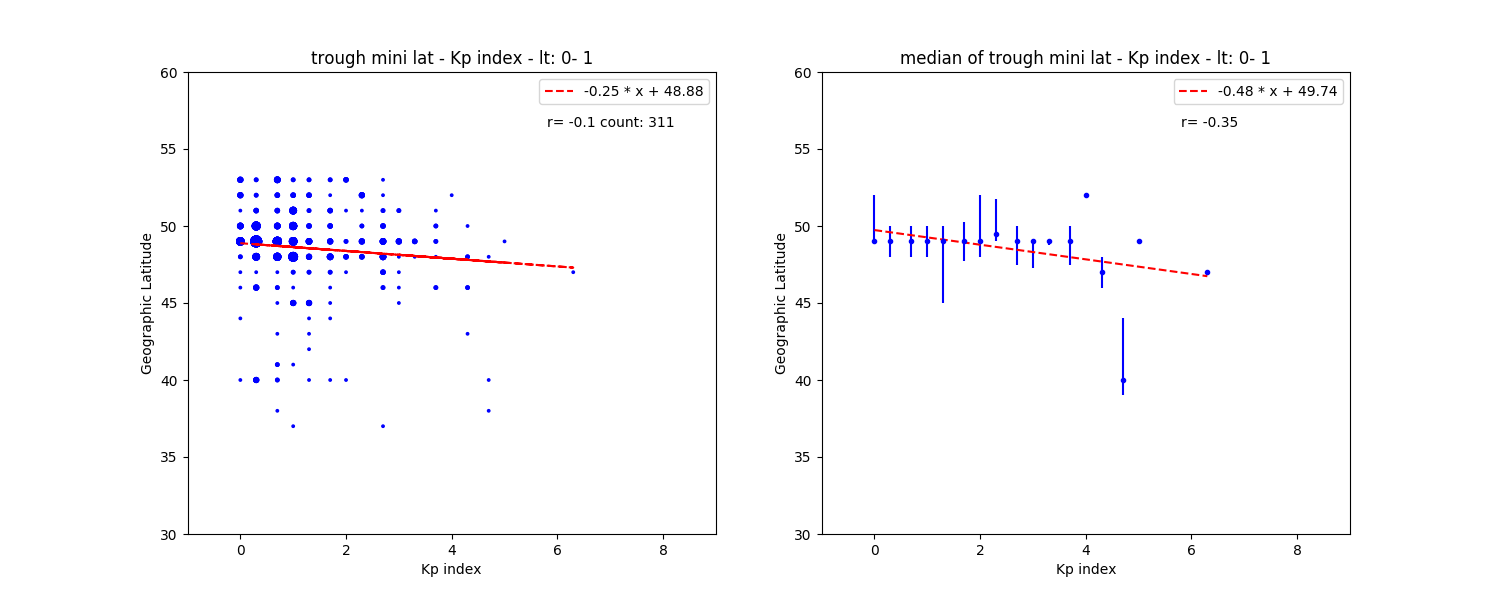 trough mini lat - Kp index - lt: 0- 1
-0.25 * x + 48.88
r= -0.1 count: 311
60
55
50
45
40
35
30
Geographic Latitude
0 2 4 6 8
Kp index
median of trough mini lat - Kp index - lt: 0- 1
-0.48 * x + 49.74
r= -0.35
60
55
50
45
40
35
30
Geographic Latitude
0 2 4 6 8
Kp index